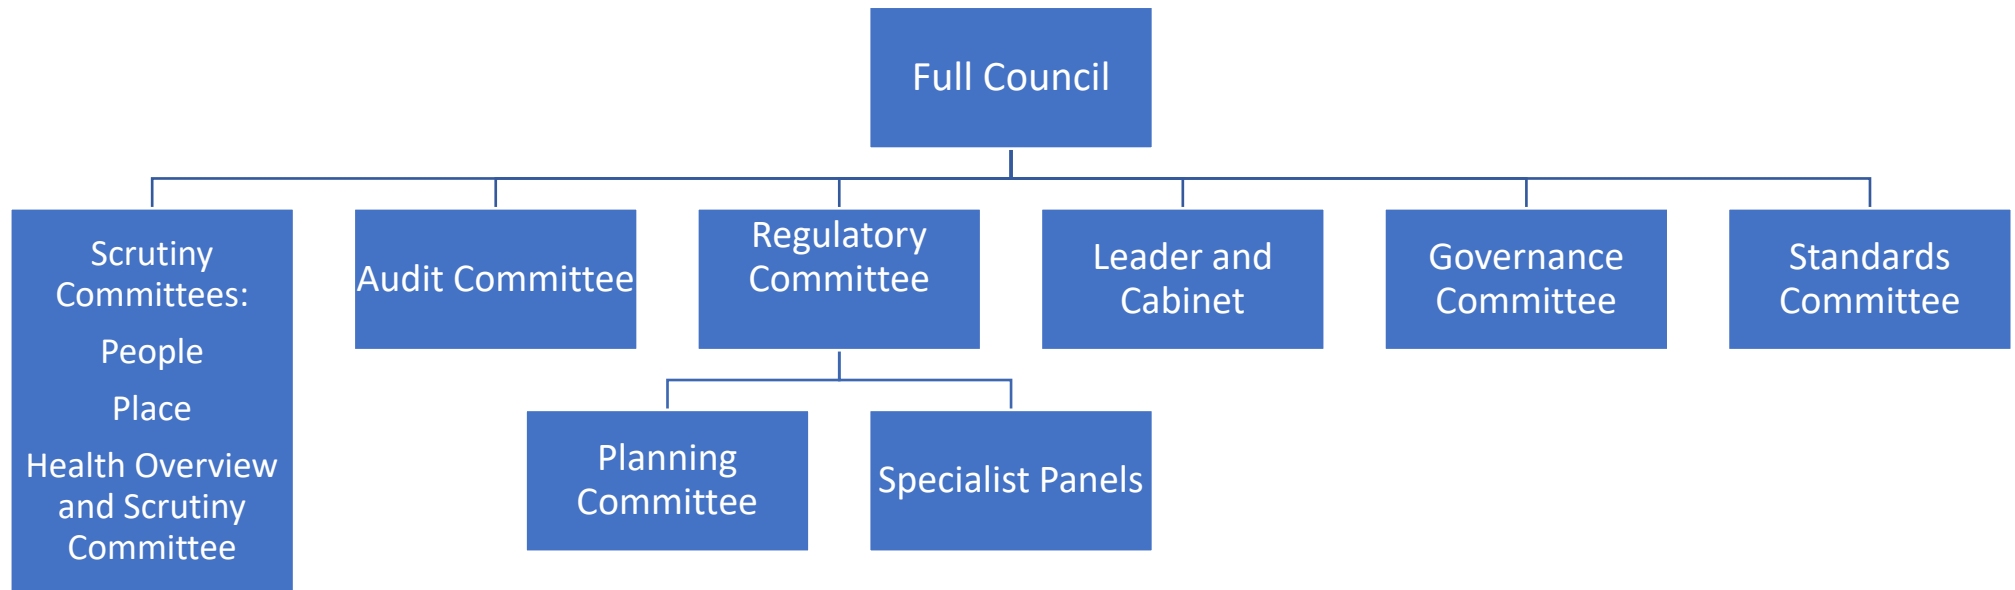 Full Council
Scrutiny
Committees:
People
Place
Health Overview
and Scrutiny
Committee
Audit Committee
Regulatory
Committee
Leader and
Cabinet
Governance
Committee
Standards
Committee
Planning
Committee
Specialist Panels